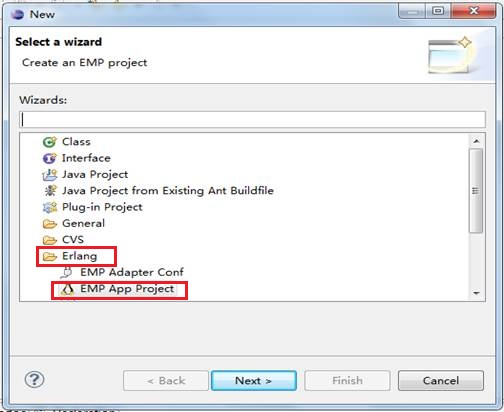 New
Select a wizard
Create an EMP project
Wizards:
Class
Interface
Java Project
Java Project from Existing Ant Buildfile
Plug-in Project
General
CVS
Erlang
EMP Adapter Conf
EMP App Project
< Back
Next >
Finish
Cancel